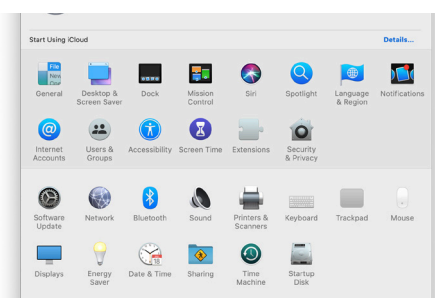 Start Using iCloud Details...
General Desktop & Screen Saver Dock Mission Control Siri Spotlight Language & Region Notifications
Internet Accounts Users & Groups Accessibility Screen Time Extensions Security & Privacy
Software Update Network Bluetooth Sound Printers & Scanners Keyboard Trackpad Mouse
Displays Energy Saver Date & Time Sharing Time Machine Startup Disk